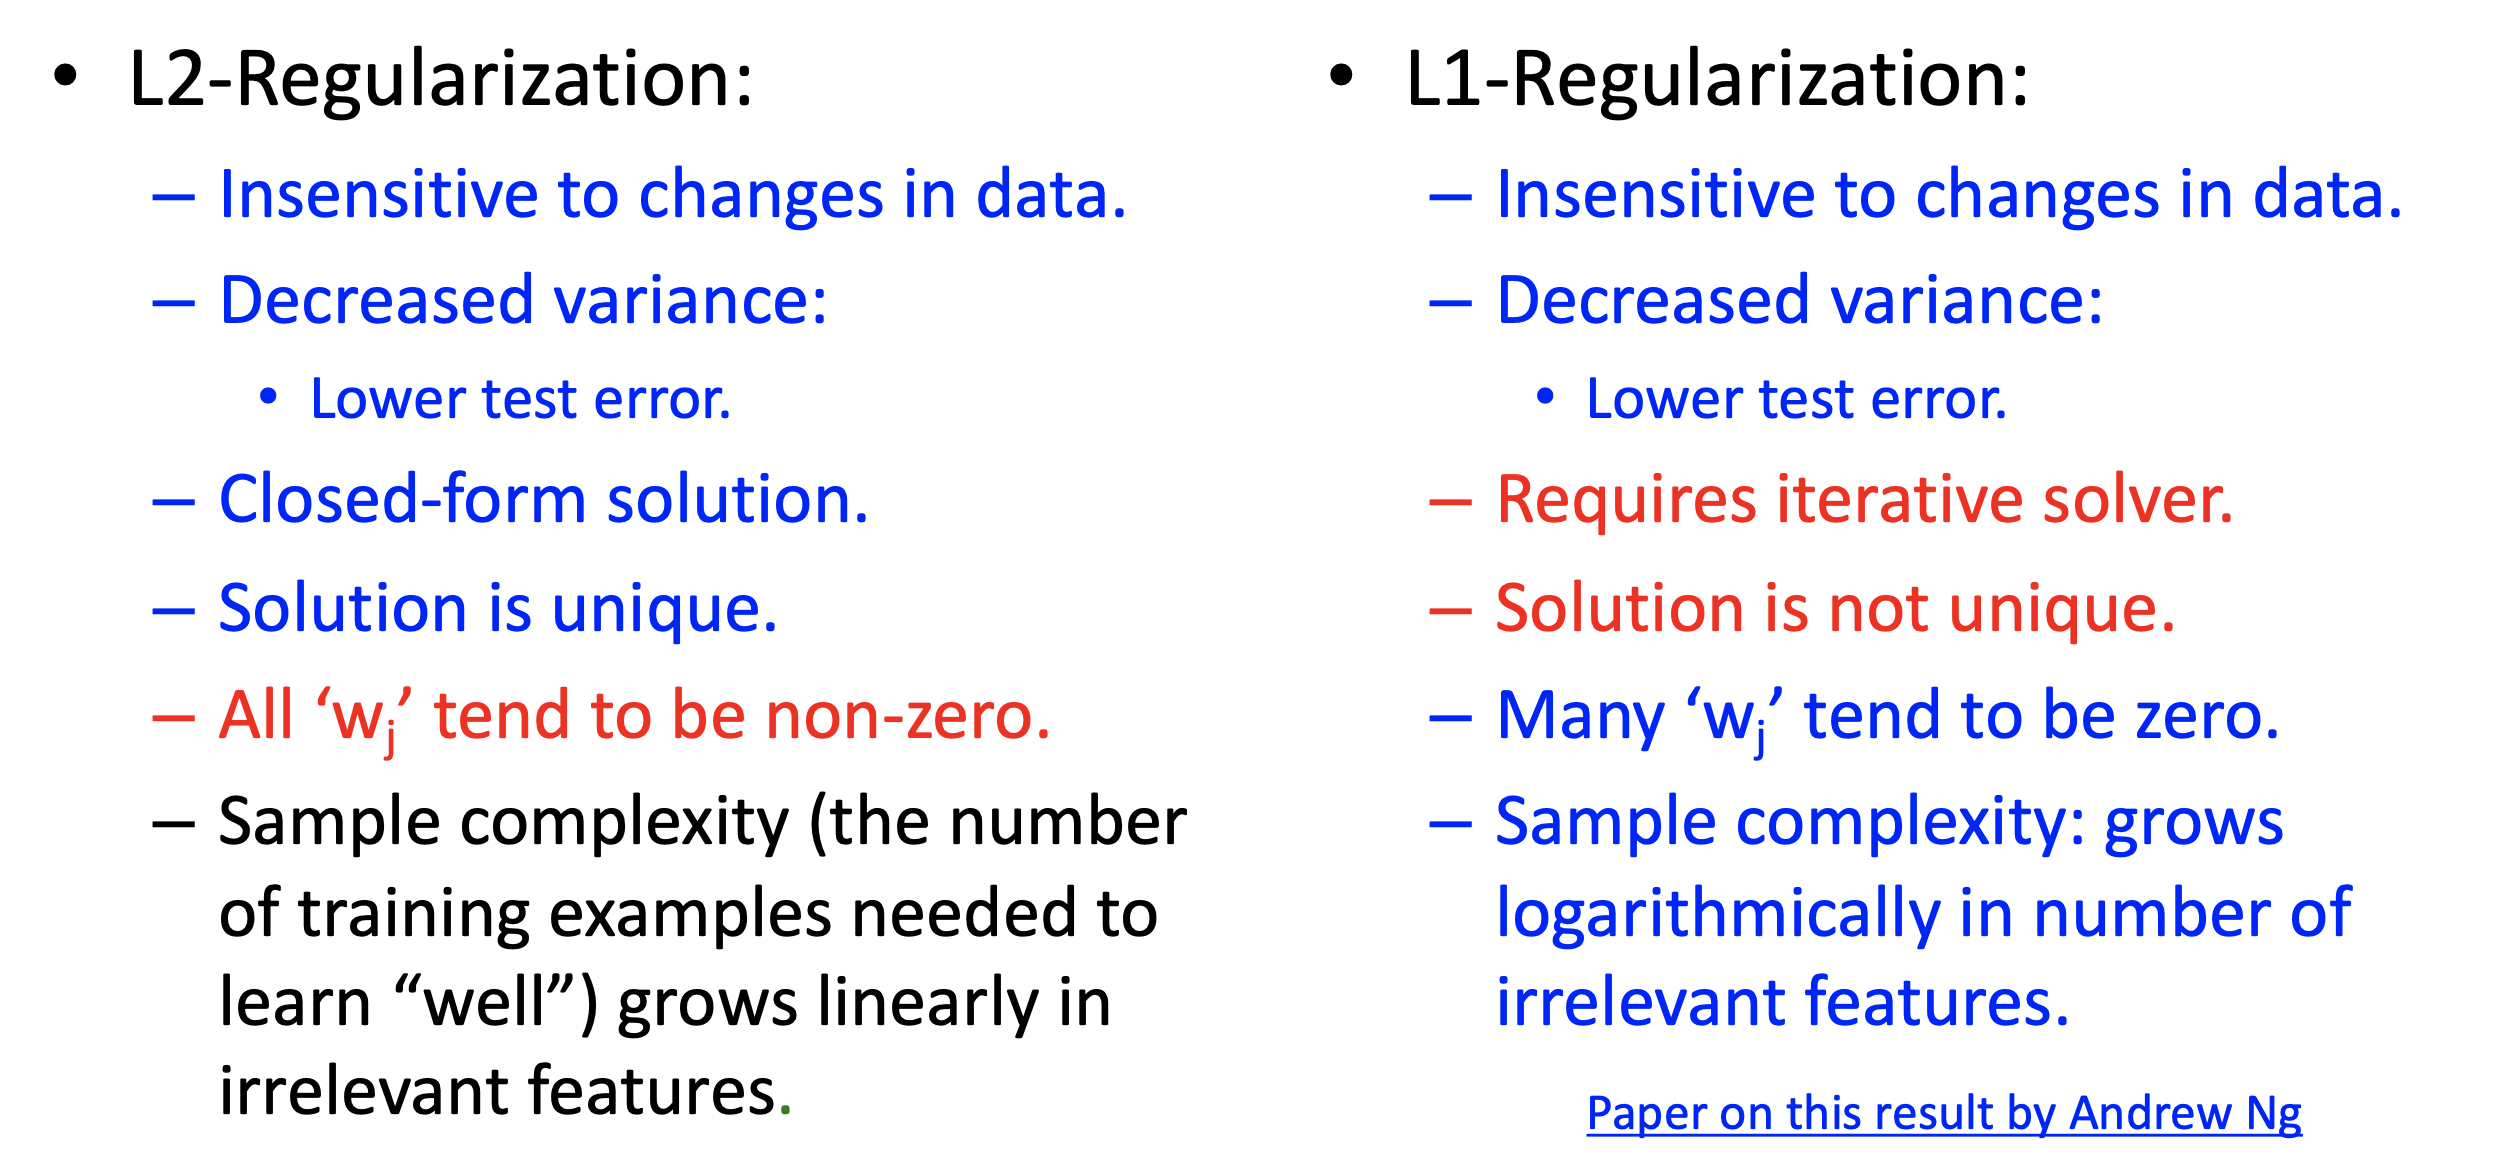 • L2-Regularization:
– Insensitive to changes in data.
– Decreased variance:
• Lower test error.
– Closed-form solution.
– Solution is unique.
– All ‘wj’ tend to be non-zero.
– Sample complexity (the number
of training examples needed to
learn “well”) grows linearly in
irrelevant features.
• L1-Regularization:
– Insensitive to changes in data.
– Decreased variance:
• Lower test error.
– Requires iterative solver.
– Solution is not unique.
– Many ‘wj’ tend to be zero.
– Sample complexity: grows
logarithmically in number of
irrelevant features.
Paper on this result by Andrew Ng